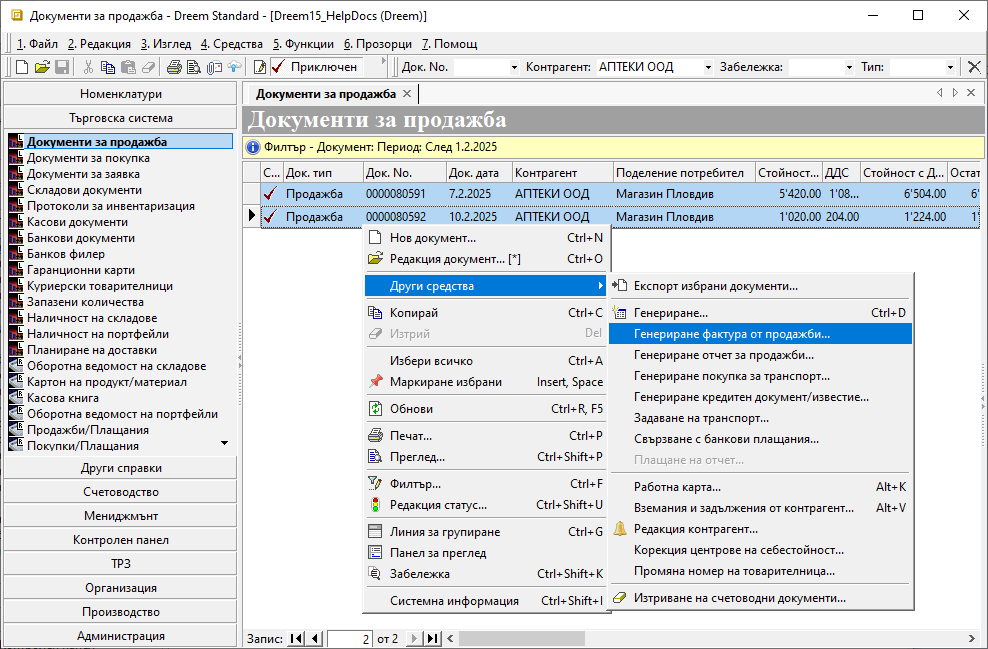 Документи за продажба - Dreem Standard - [Dreem15_HelpDocs (Dreem)]
1. Файл 2. Редакция 3. Изглед 4. Средства 5. Функции 6. Прозорци 7. Помощ
Приключен Док. No. Контрагент: АПТЕКИ ООД Забележка: Тип:
Номенклатури
Търговска система
Документи за продажба
Документи за покупка
Документи за заявка
Складови документи
Протоколи за инвентаризация
Касови документи
Банкови документи
Банков филер
Гаранционни карти
Куриерски товарителници
Запазени количества
Наличност на складове
Наличност на портфейли
Планиране на доставки
Оборотна ведомост на складове
Картон на продукт/материал
Касова книга
Оборотна ведомост на портфейли
Продажби/Плащания
Покупки/Плащания
Други справки
Счетоводство
Мениджмънт
Контролен панел
ТРЗ
Организация
Производство
Администрация
Документи за продажба
Документи за продажба
Филтър - Документ: Период: След 1.2.2025
С... Док. тип Док. No. Док. дата Контрагент Поделение потребител Стойност... ДДС Стойност с Д... Остат
Продажба 0000080591 7.2.2025 АПТЕКИ ООД Магазин Пловдив 5'420.00 1'08... 6'504.00 6'
Продажба 0000080592 10.2.2025 АПТЕКИ ООД Магазин Пловдив 1'020.00 204.00 1'224.00 1'
Нов документ... Ctrl+N
Редакция документ... [*] Ctrl+O
Други средства
Копирай Ctrl+C
Изтрий Del
Избери всичко Ctrl+A
Маркиране избрани Insert, Space
Обнови Ctrl+R, F5
Печат... Ctrl+P
Преглед... Ctrl+Shift+P
Филтър... Ctrl+F
Редакция статус... Ctrl+Shift+U
Линия за групиране Ctrl+G
Панел за преглед
Забележка Ctrl+Shift+K
Системна информация Ctrl+Shift+I
Експорт избрани документи...
Генериране... Ctrl+D
Генериране фактура от продажби...
Генериране отчет за продажби...
Генериране покупка за транспорт...
Генериране кредитен документ/известие...
Задаване на транспорт...
Свързване с банкови плащания...
Плащане на отчет...
Работна карта... Alt+K
Вземания и задължения от контрагент... Alt+V
Редакция контрагент...
Корекция центрове на себестойност...
Промяна номер на товарителница...
Изтриване на счетоводни документи...
Запис: 2 от 2